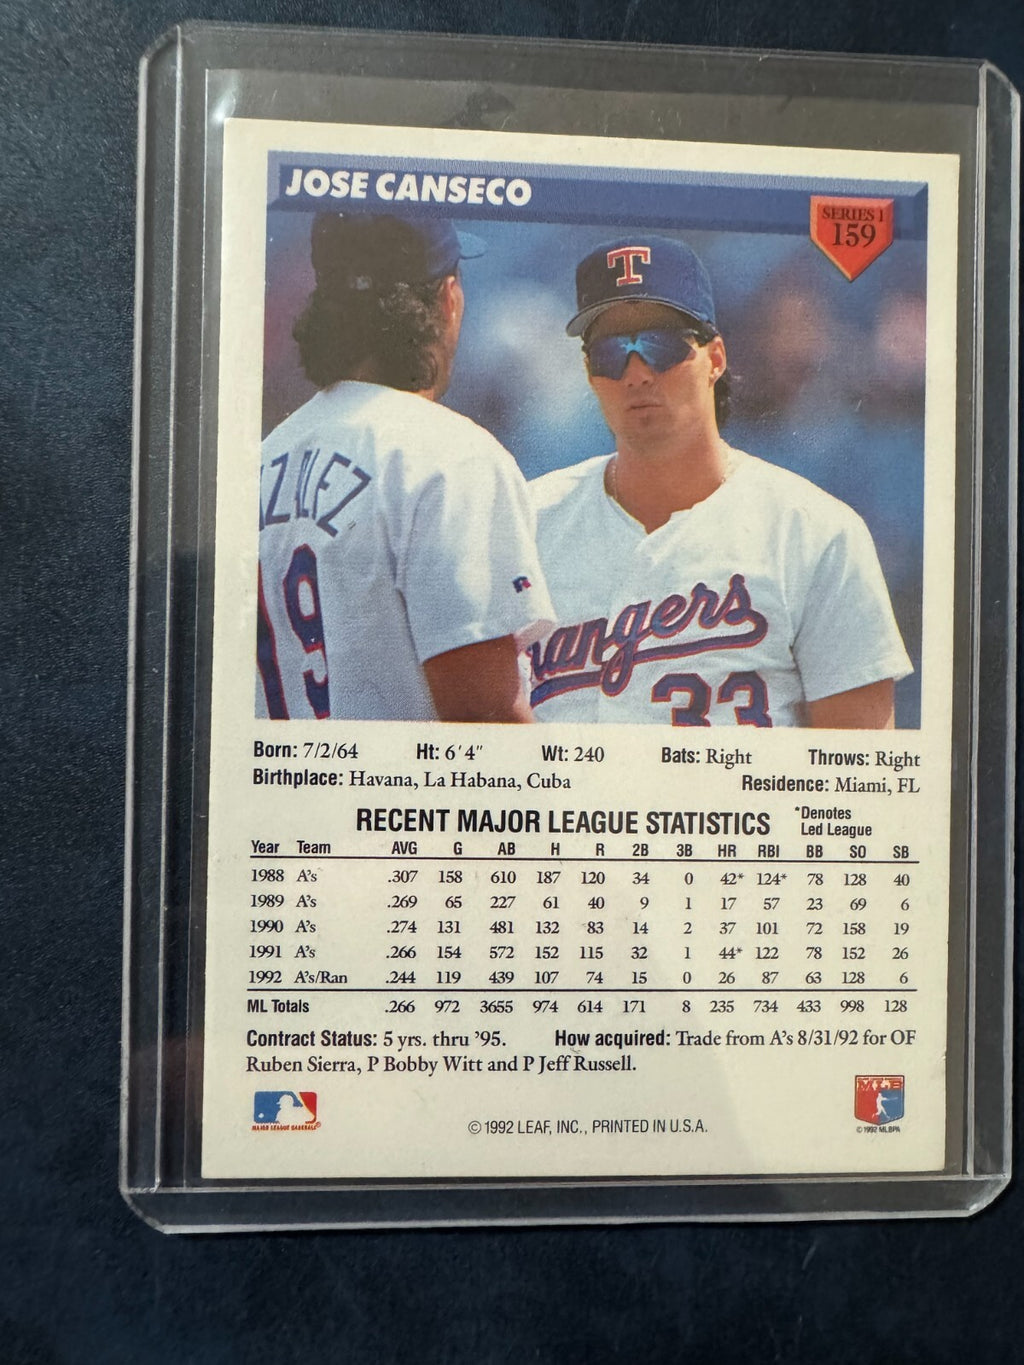 JOSE CANSECO
SERIES 1
159
T
ZALEZ
19
angers
33
Born: 7/2/64 Ht: 6'4" Wt: 240 Bats: Right Throws: Right
Birthplace: Havana, La Habana, Cuba Residence: Miami, FL
RECENT MAJOR LEAGUE STATISTICS *Denotes
Led League
Year Team AVG G AB H R 2B 3B HR RBI BB SO SB
1988 A's .307 158 610 187 120 34 0 42* 124* 78 128 40
1989 A's .269 65 227 61 40 9 1 17 57 23 69 6
1990 A's .274 131 481 132 83 14 2 37 101 72 158 19
1991 A's .266 154 572 152 115 32 1 44* 122 78 152 26
1992 A's/Ran .244 119 439 107 74 15 0 26 87 63 128 6
ML Totals .266 972 3655 974 614 171 8 235 734 433 998 128
Contract Status: 5 yrs. thru '95. How acquired: Trade from A's 8/31/92 for OF
Ruben Sierra, P Bobby Witt and P Jeff Russell.
MAJOR LEAGUE BASEBALL®
© 1992 LEAF, INC., PRINTED IN U.S.A.
MLB
© 1992 MLBPA